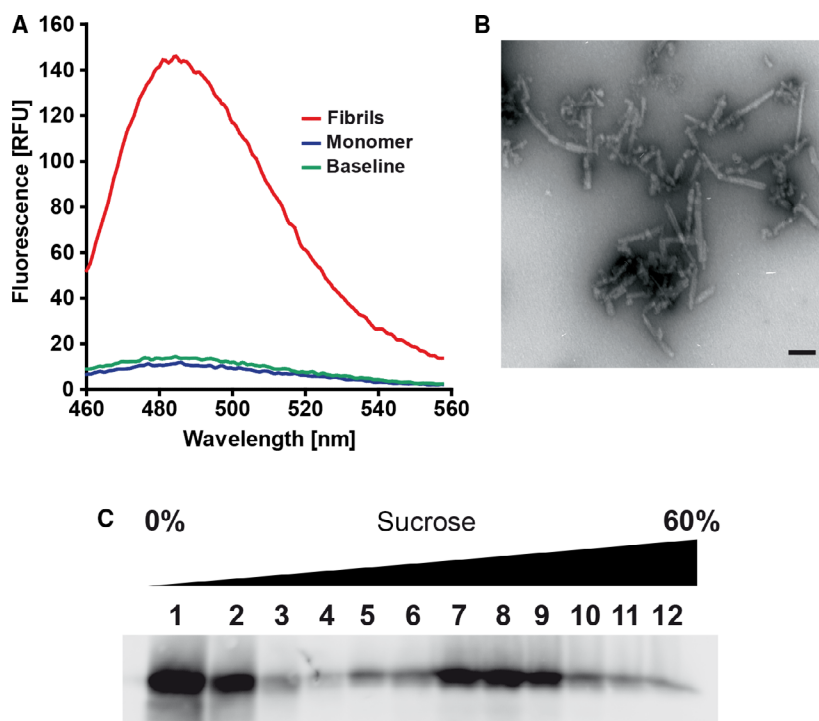 A
160
140
120
100
80
60
40
20
0
Fluorescence [RFU]
Fibrils
Monomer
Baseline
460 480 500 520 540 560
Wavelength [nm]
B
C
0% Sucrose 60%
1 2 3 4 5 6 7 8 9 10 11 12